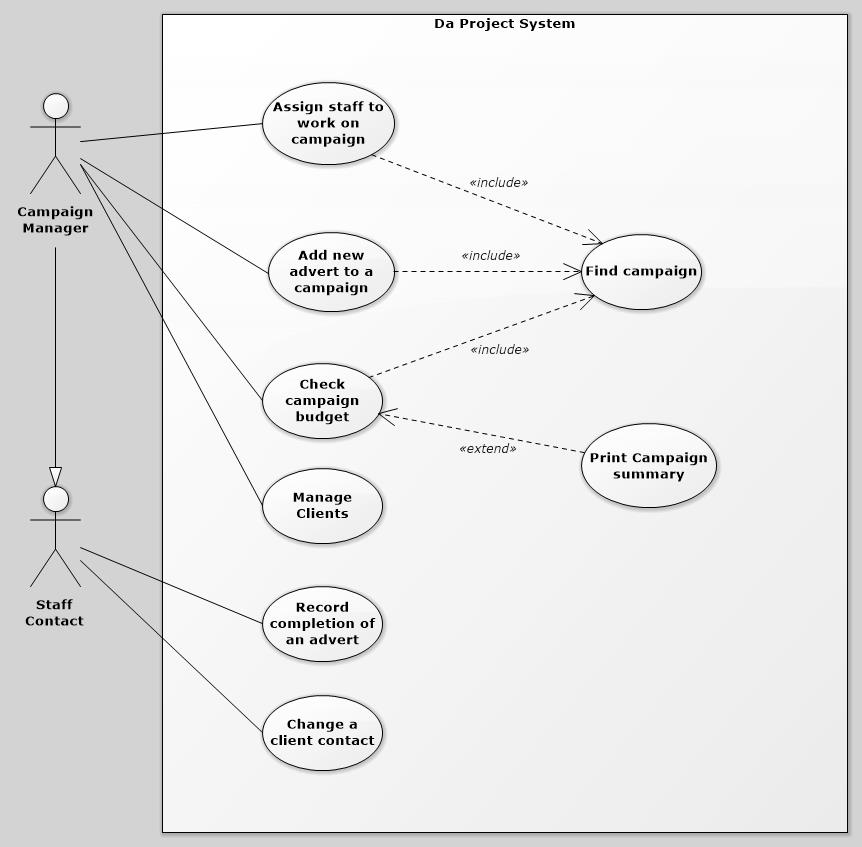 Da Project System
Assign staff to
work on
campaign
«include»
Campaign
Manager
Add new
advert to a
campaign
«include»
Find campaign
«include»
Check
campaign
budget
«extend»
Print Campaign
summary
Manage
Clients
Staff
Contact
Record
completion of
an advert
Change a
client contact